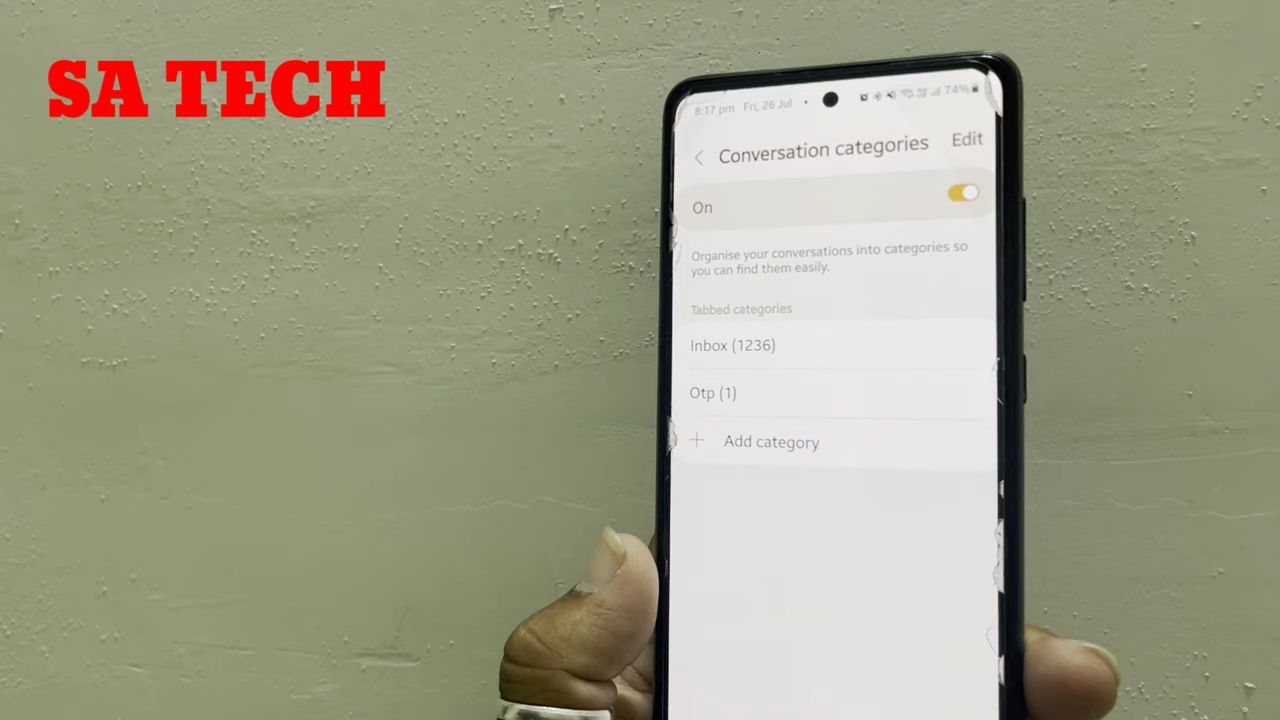 SA TECH
8:17 pm Fri, 26 Jul
74%
Conversation categories
Edit
On
Organise your conversations into categories so
you can find them easily.
Tabbed categories
Inbox (1236)
Otp (1)
+ Add category